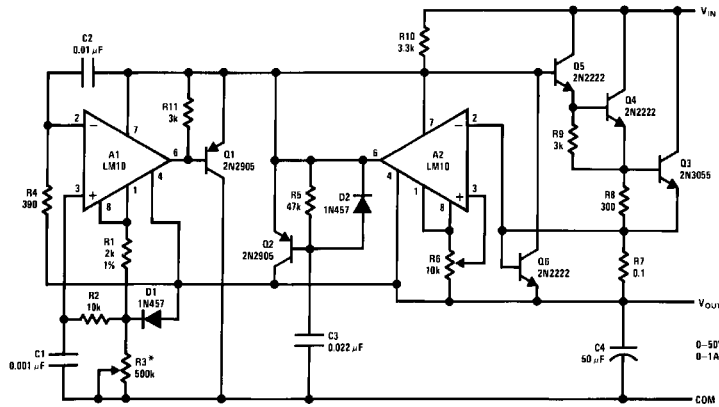 VIN
R10
3.3k
C2
0.01 µF
Q5
2N2222
Q4
2N2222
R11
3k
2
7
A1
LM10
6
3
1
4
8
Q1
2N2905
R4
390
R1
2k
1%
R2
10k
D1
1N457
C1
0.001 µF
R3*
500k
R5
47k
D2
1N457
Q2
2N2905
C3
0.022 µF
7
2
6
A2
LM10
4
3
1
8
R6
10k
R9
3k
Q3
2N3055
R8
300
Q6
2N2222
R7
0.1
VOUT
C4
50 µF
0–50V
0–1A
COM